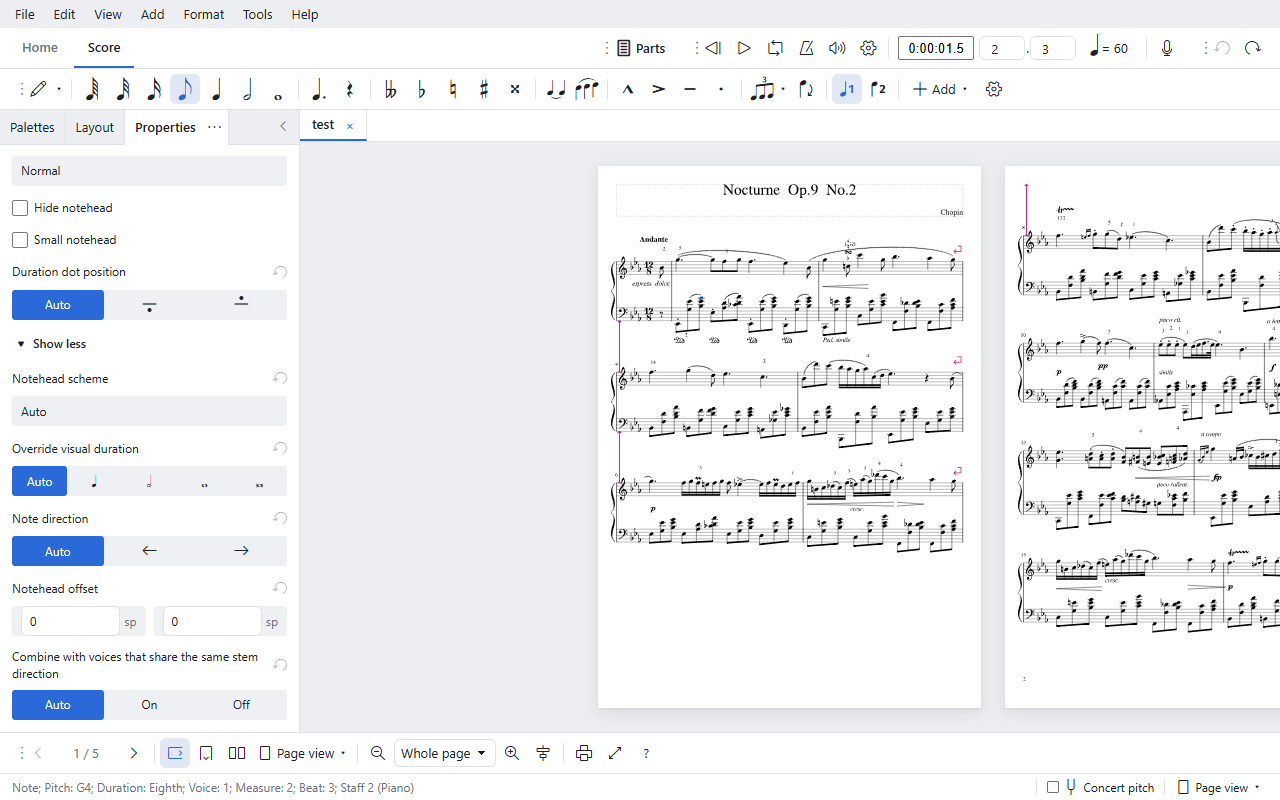 File Edit View Add Format Tools Help
Home Score Parts 0:00:01.5 2 . 3 = 60
1 2 Add
Palettes Layout Properties ··· test ×
Normal
Hide notehead
Small notehead
Duration dot position
Auto
Show less
Notehead scheme
Auto
Override visual duration
Auto
Note direction
Auto
Notehead offset
0 sp 0 sp
Combine with voices that share the same stem
direction
Auto On Off
Nocturne Op.9 No.2
Chopin
Andante
espress. dolce
Ped. simile
p
cresc.
poco rit.
p pp simile f
a tempo
poco rallent. fp
cresc. p
2
1 / 5 Page view Whole page ?
Note; Pitch: G4; Duration: Eighth; Voice: 1; Measure: 2; Beat: 3; Staff 2 (Piano) Concert pitch Page view